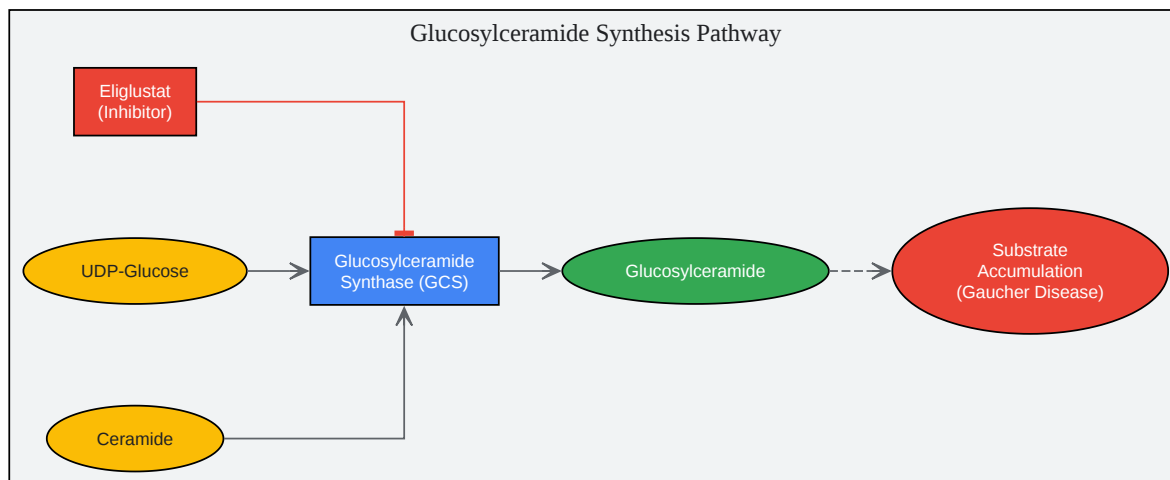 Glucosylceramide Synthesis Pathway
Eliglustat
(Inhibitor)
UDP-Glucose
Glucosylceramide
Synthase (GCS)
Glucosylceramide
Substrate
Accumulation
(Gaucher Disease)
Ceramide